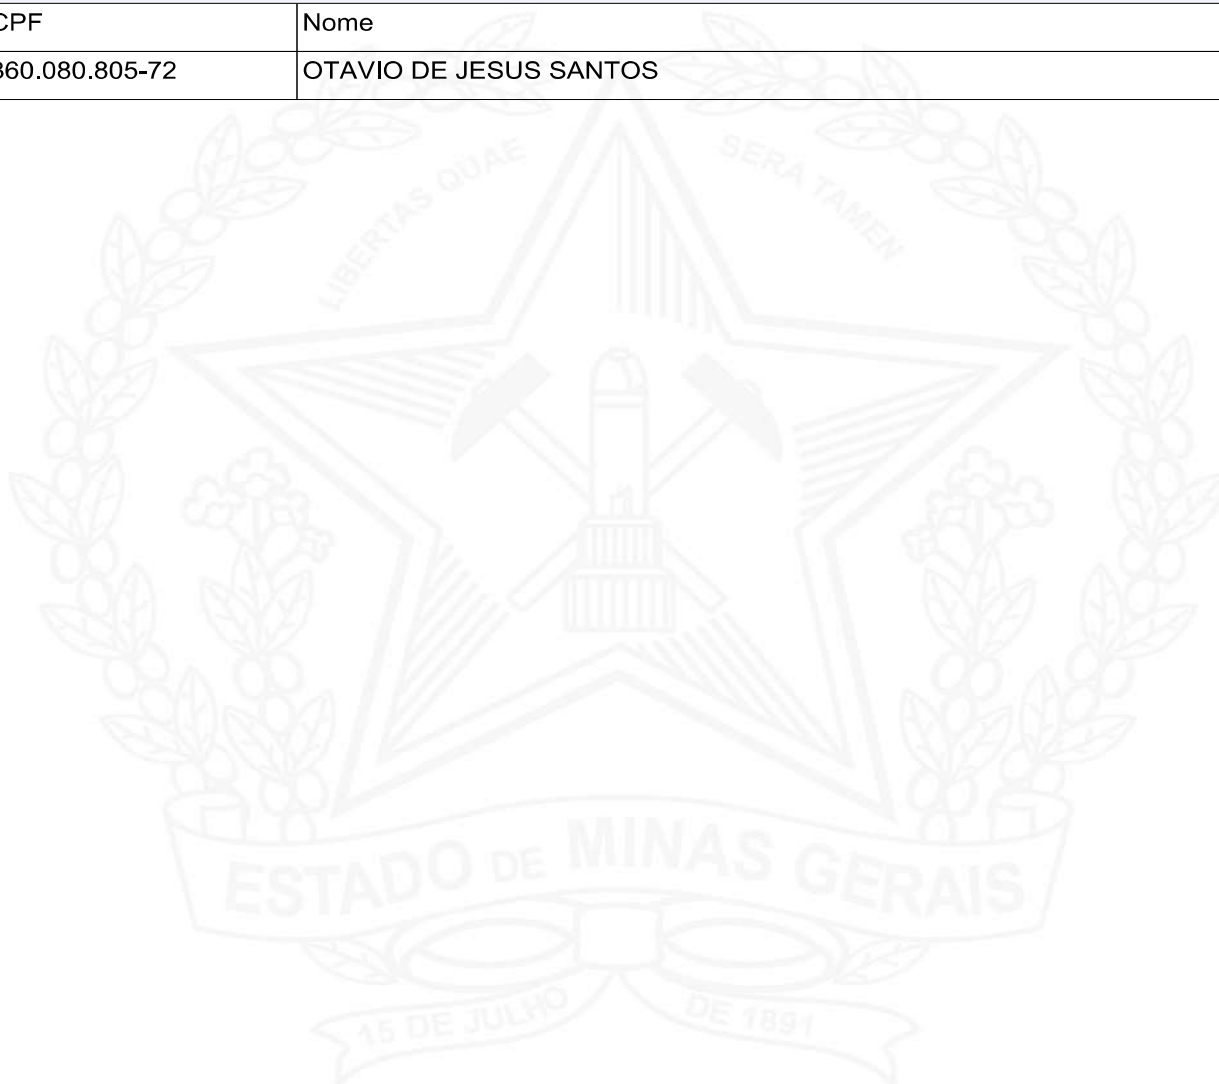 CPF Nome
360.080.805-72 OTAVIO DE JESUS SANTOS
LIBERTAS QUAE SERA TAMEN
ESTADO DE MINAS GERAIS
15 DE JULHO DE 1891